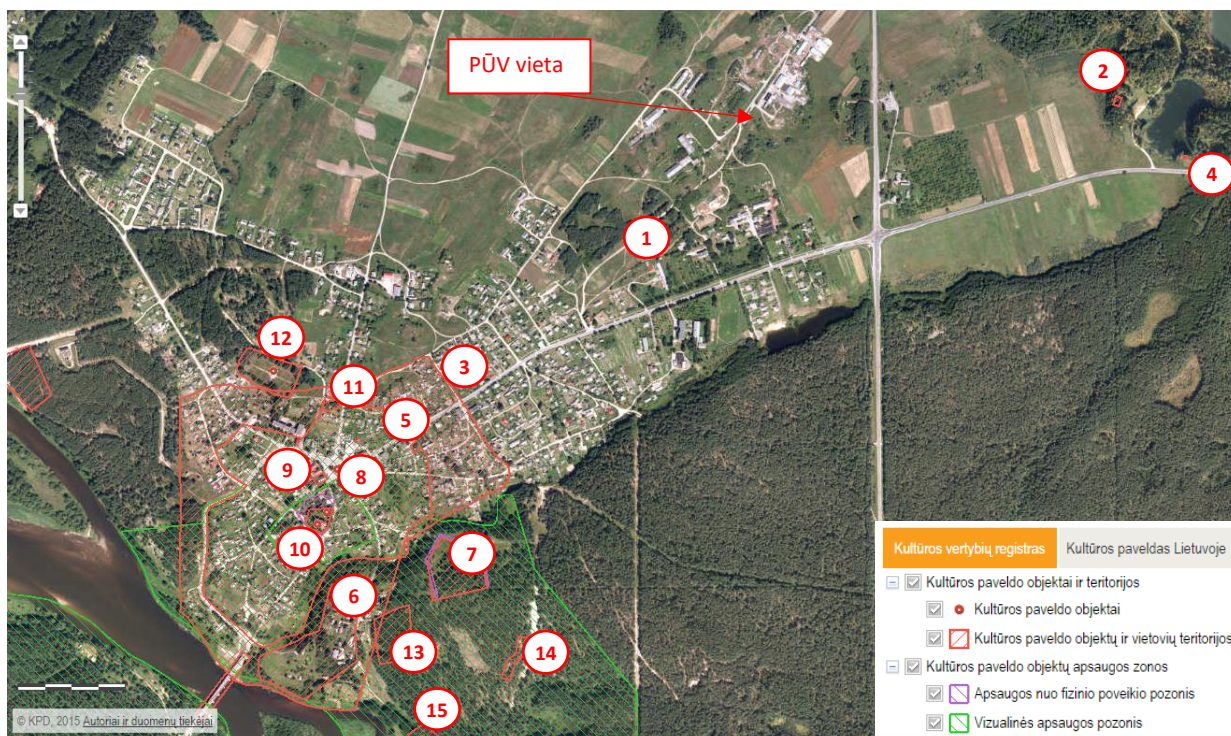 PŪV vieta
2
4
1
12
3
11
5
9
8
10
7
6
13
14
15
Kultūros vertybių registras
Kultūros paveldas Lietuvoje
Kultūros paveldo objektai ir teritorijos
Kultūros paveldo objektai
Kultūros paveldo objektų ir vietovių teritorijos
Kultūros paveldo objektų apsaugos zonos
Apsaugos nuo fizinio poveikio pozonis
Vizualinės apsaugos pozonis
© KPD, 2015 Autoriai ir duomenų tiekėjai